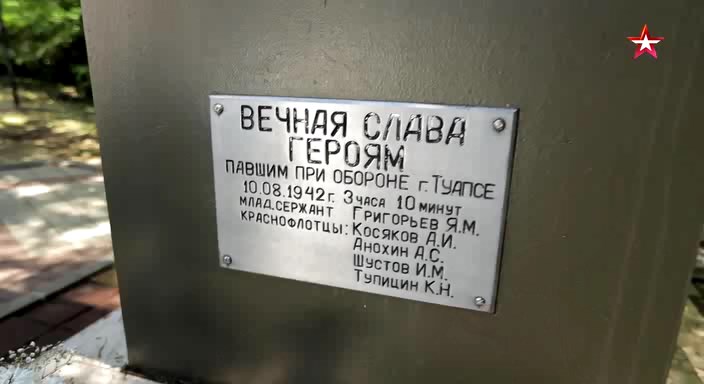 ВЕЧНАЯ СЛАВА
ГЕРОЯМ
ПАВШИМ ПРИ ОБОРОНЕ г. ТУАПСЕ
10.08.1942 г. 3 ЧАСА 10 МИНУТ
МЛАД. СЕРЖАНТ ГРИГОРЬЕВ Я.М.
КРАСНОФЛОТЦЫ: КОСЯКОВ А.И.
АНОХИН А.С.
ШУСТОВ И.М.
ТУПИЦИН К.Н.